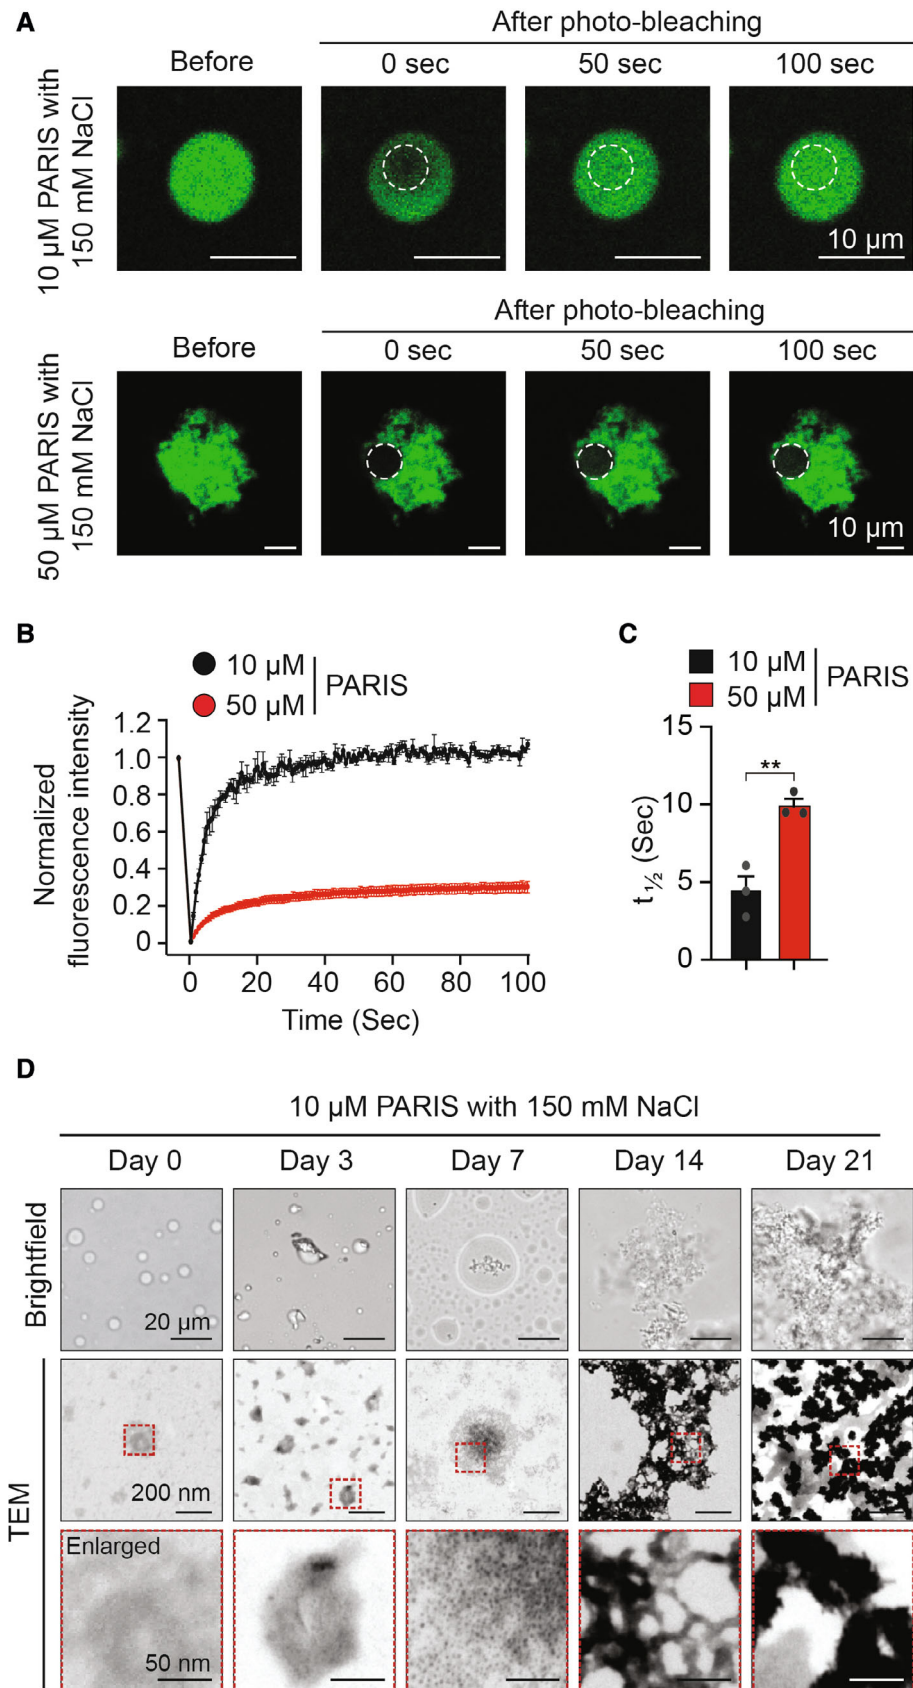 A
After photo-bleaching
Before
0 sec
50 sec
100 sec
10 µM PARIS with
150 mM NaCl
10 µm
After photo-bleaching
Before
0 sec
50 sec
100 sec
50 µM PARIS with
150 mM NaCl
10 µm
B
10 µM
50 µM
PARIS
Normalized
fluorescence intensity
1.2
1.0
0.8
0.6
0.4
0.2
0
0 20 40 60 80 100
Time (Sec)
C
10 µM
50 µM
PARIS
t½ (Sec)
15
10
5
0
**
D
10 µM PARIS with 150 mM NaCl
Day 0 Day 3 Day 7 Day 14 Day 21
Brightfield
20 µm
TEM
200 nm
Enlarged
50 nm